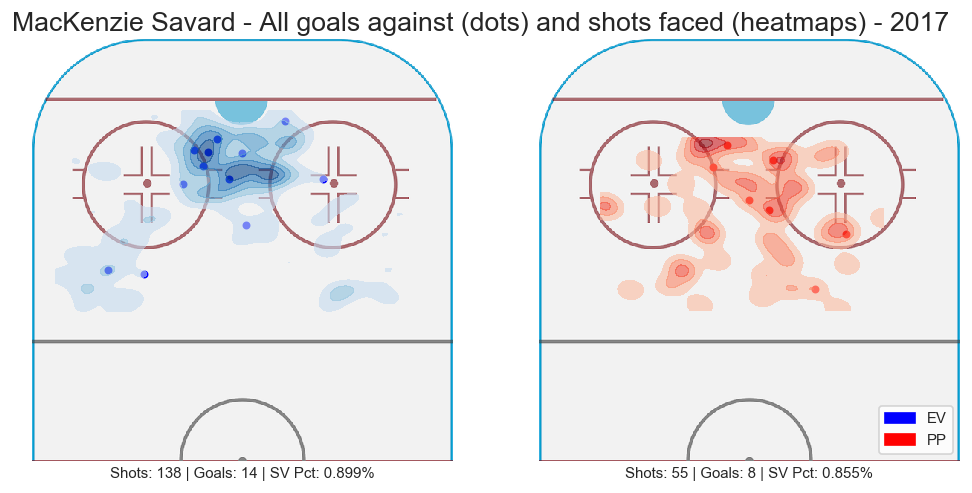 MacKenzie Savard - All goals against (dots) and shots faced (heatmaps) - 2017
EV
PP
Shots: 138 | Goals: 14 | SV Pct: 0.899%
Shots: 55 | Goals: 8 | SV Pct: 0.855%